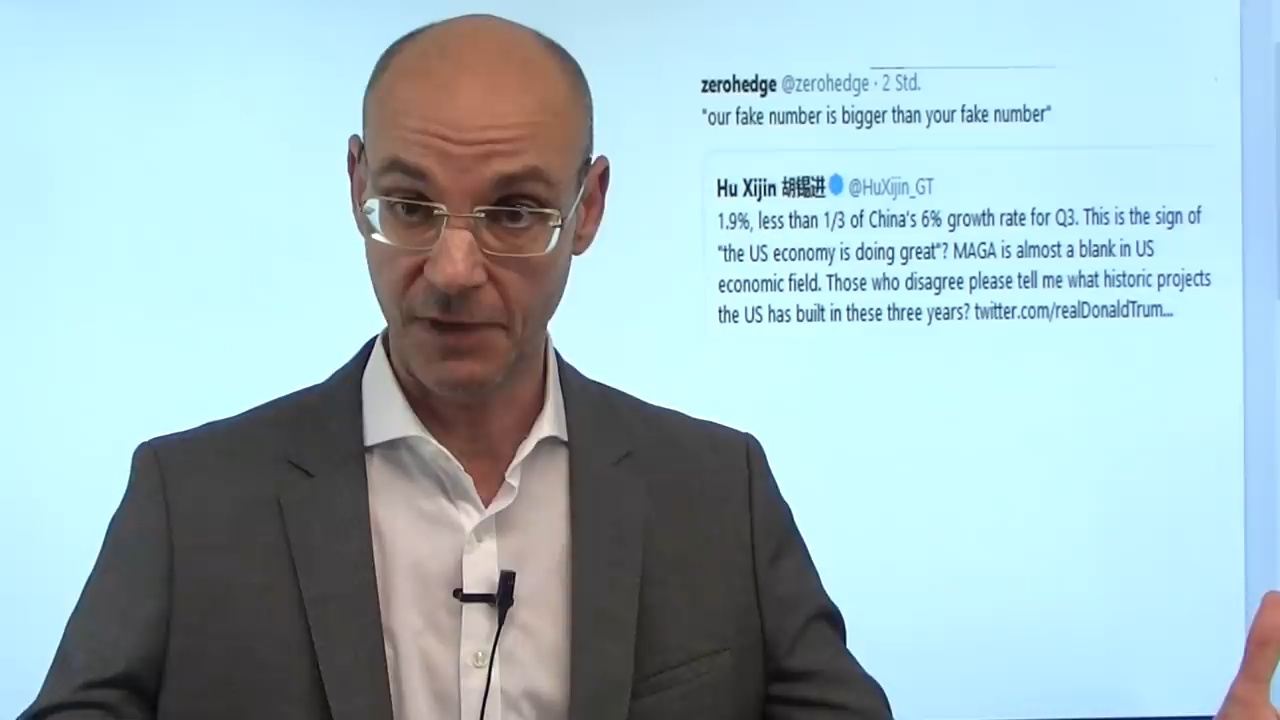 zerohedge @zerohedge · 2 Std.
"our fake number is bigger than your fake number"
Hu Xijin 胡锡进 @HuXijin_GT
1.9%, less than 1/3 of China's 6% growth rate for Q3. This is the sign of
"the US economy is doing great"? MAGA is almost a blank in US
economic field. Those who disagree please tell me what historic projects
the US has built in these three years? twitter.com/realDonaldTrum...